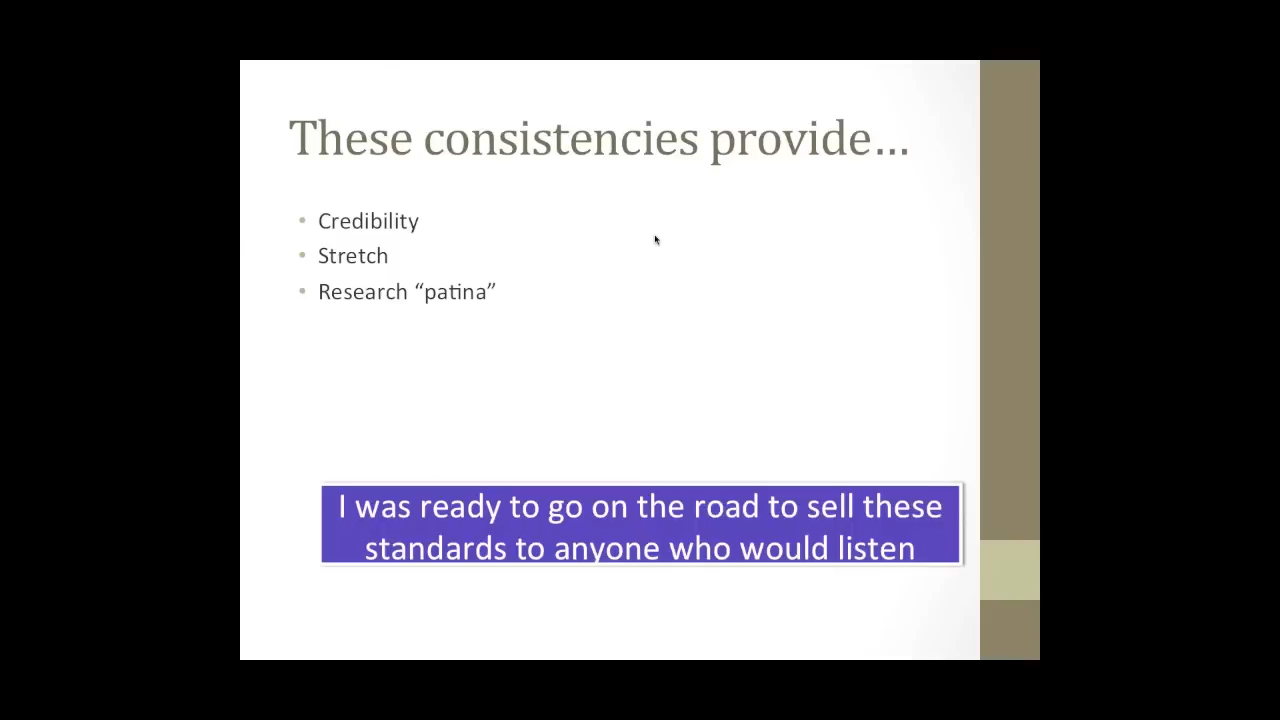 These consistencies provide…
• Credibility
• Stretch
• Research “patina”
I was ready to go on the road to sell these
standards to anyone who would listen